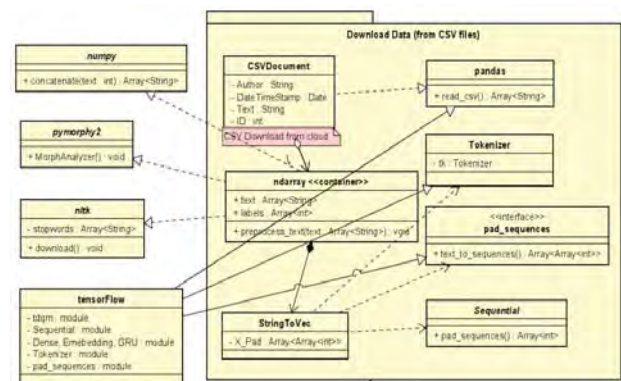 Download Data (from CSV files)
numpy
+ concatenate(text : int) : Array<String>
CSVDocument
- Author : String
- DateTimeStamp : Date
- Text : String
- ID : int
CSV Download from cloud
pandas
+ read_csv() : Array<String>
pymorphy2
+ MorphAnalyzer() : void
Tokenizer
- tk : Tokenizer
ndarray <<container>>
+ text : Array<String>
+ labels : Array<int>
+ preprocess_text(text : Array<String>) : void
nltk
- stopwords : Array<String>
+ download() : void
<<interface>>
pad_sequences
+ text_to_sequences() : Array<Array<int>>
tensorFlow
- tdqm : module
- Sequential : module
- Dense, Emebedding, GRU : module
- Tokenizer : module
- pad_sequences : module
StringToVec
- X_Pad : Array<Array<int>>
Sequential
+ pad_sequences() : Array<int>